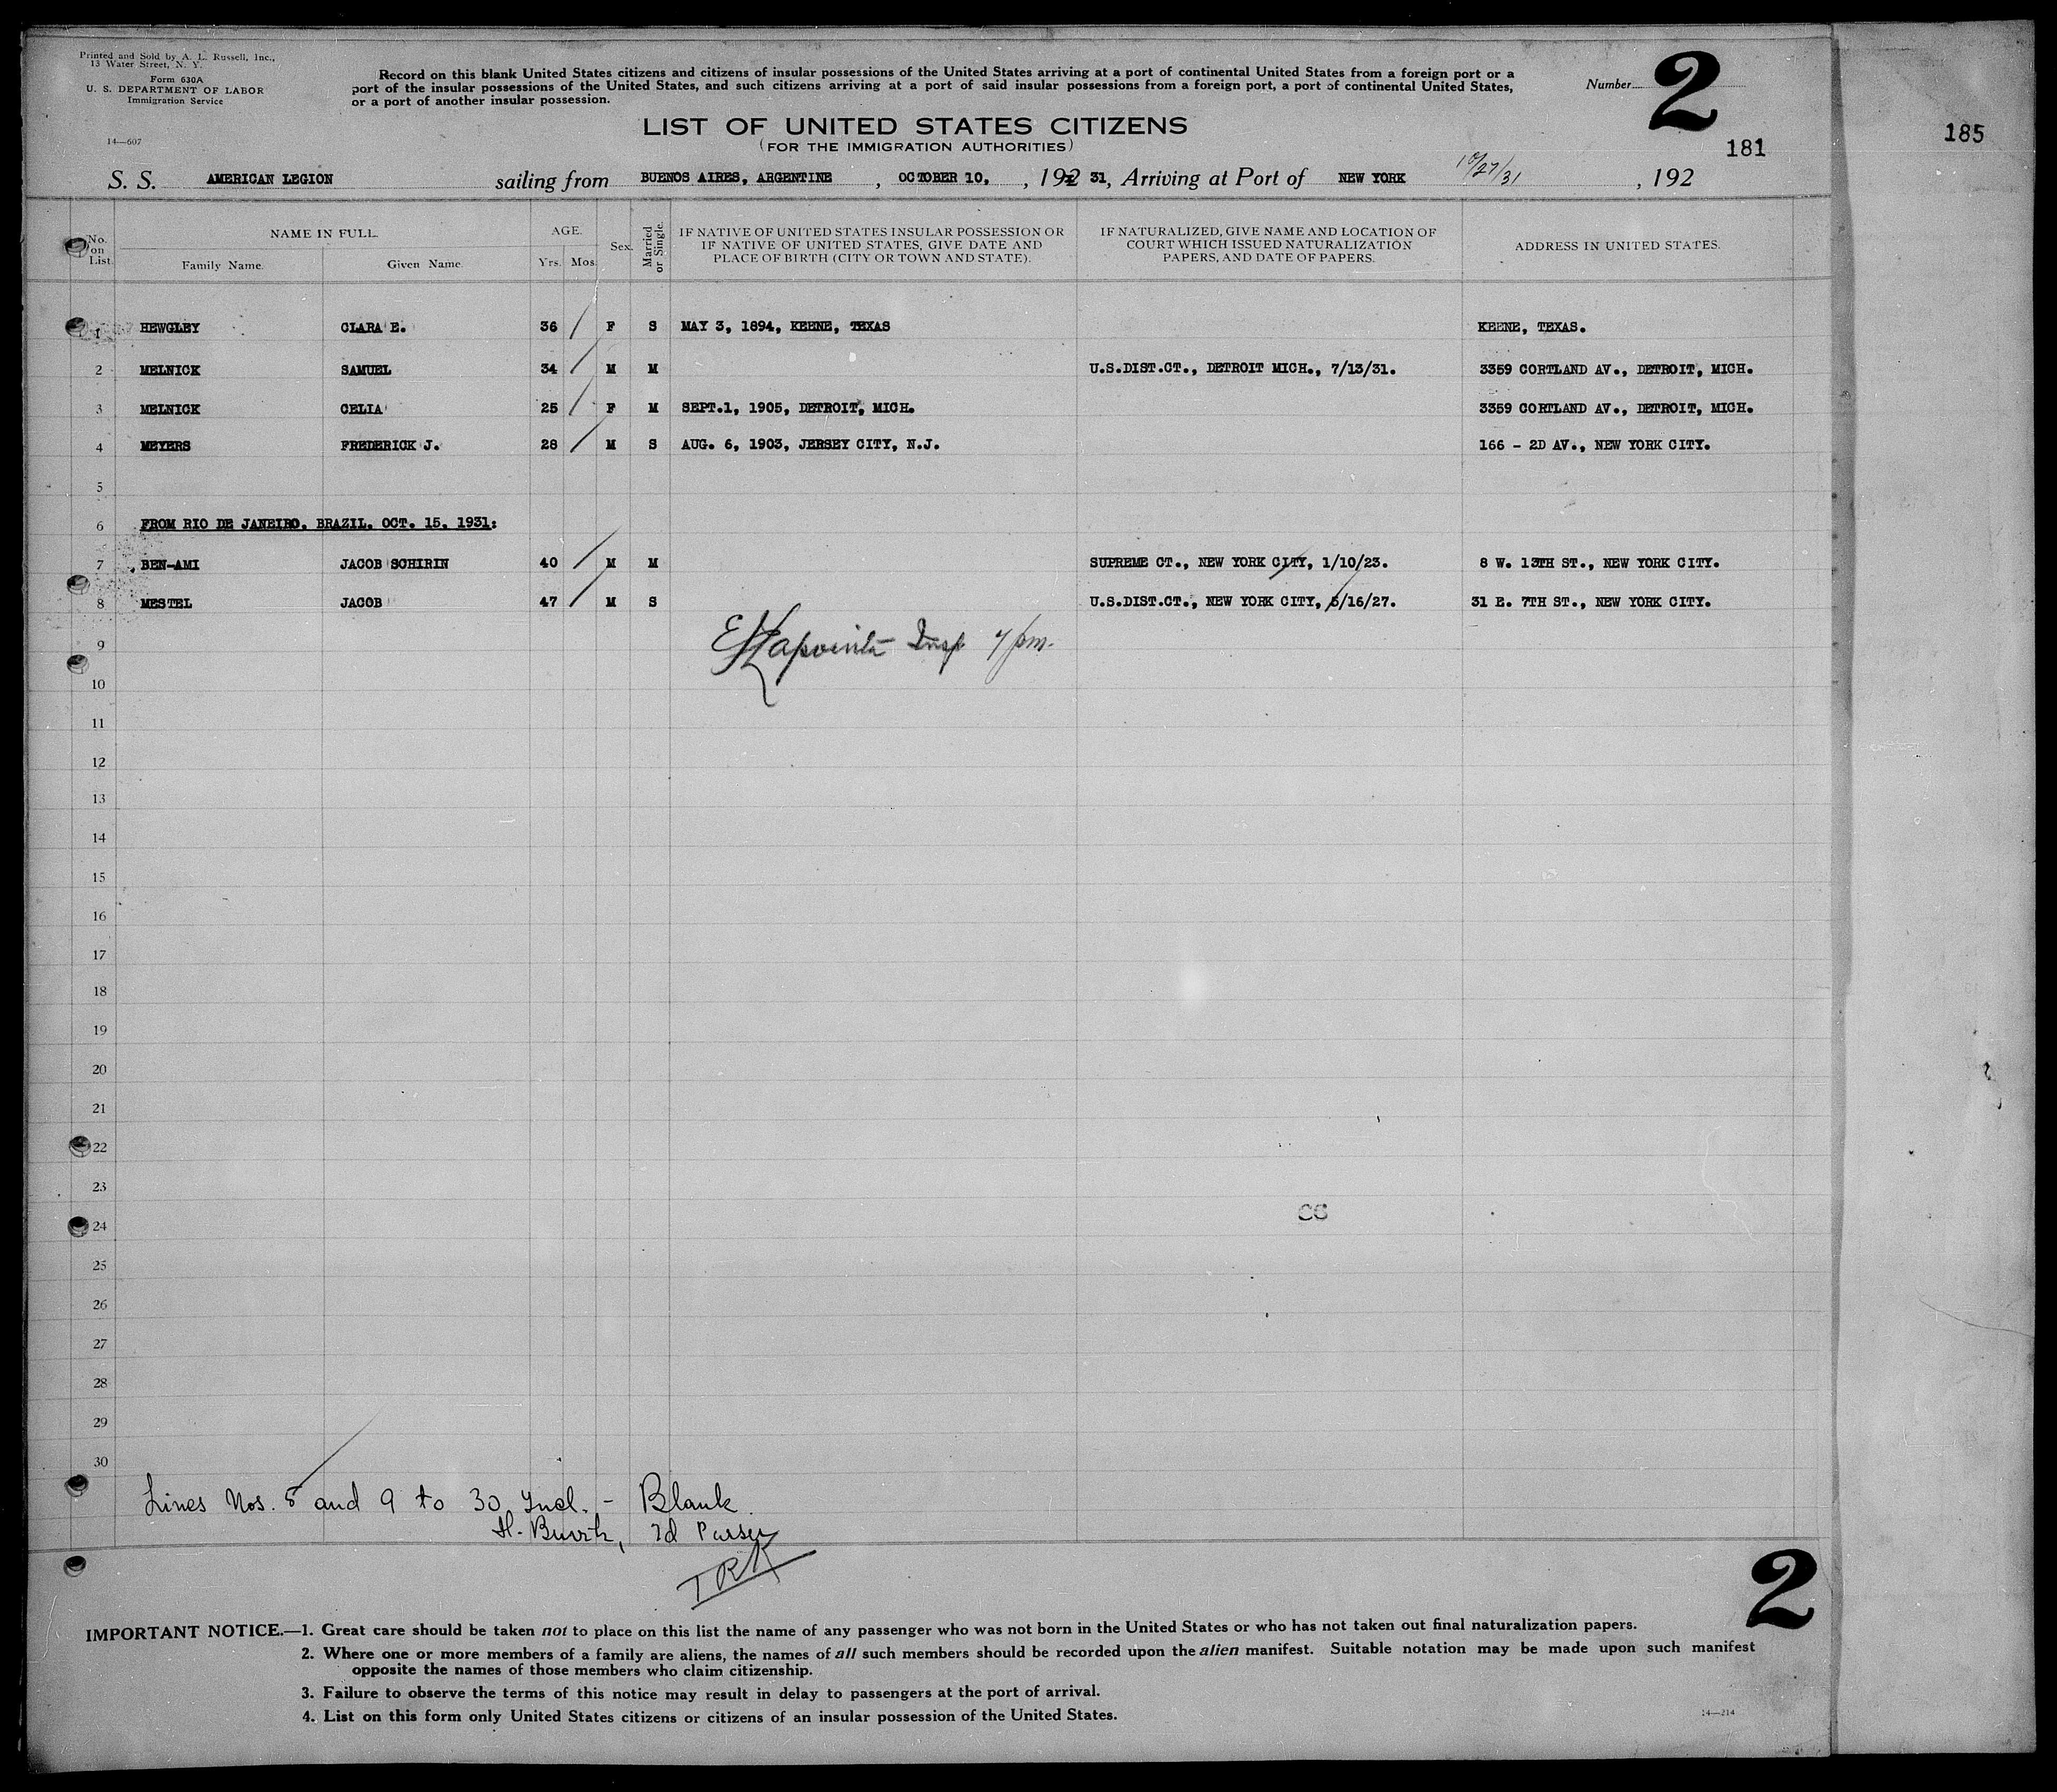 Printed and Sold by A. L. Russell, Inc.,
15 Water Street, N. Y.
Form 630A
U. S. DEPARTMENT OF LABOR
Immigration Service
14—607
Record on this blank United States citizens and citizens of insular possessions of the United States arriving at a port of continental United States from a foreign port or a
port of the insular possessions of the United States, and such citizens arriving at a port of said insular possessions from a foreign port, a port of continental United States,
or a port of another insular possession.
Number 2
LIST OF UNITED STATES CITIZENS
(FOR THE IMMIGRATION AUTHORITIES)
181
185
S. S. AMERICAN LEGION sailing from BUENOS AIRES, ARGENTINE, OCTOBER 10, , 192 31, Arriving at Port of NEW YORK 10/27/31, 192
No. on List. NAME IN FULL. Family Name. Given Name. AGE. Yrs. Mos. Sex. Married or Single. IF NATIVE OF UNITED STATES INSULAR POSSESSION OR IF NATIVE OF UNITED STATES, GIVE DATE AND PLACE OF BIRTH (CITY OR TOWN AND STATE). IF NATURALIZED, GIVE NAME AND LOCATION OF COURT WHICH ISSUED NATURALIZATION PAPERS, AND DATE OF PAPERS. ADDRESS IN UNITED STATES.
1 HEWGLEY CLARA E. 36 / F S MAY 3, 1894, KEENE, TEXAS KEENE, TEXAS.
2 MELNICK SAMUEL 34 / M M U.S.DIST.CT., DETROIT MICH., 7/13/31. 3359 CORTLAND AV., DETROIT, MICH.
3 MELNICK CELIA 25 / F M SEPT.1, 1905, DETROIT, MICH. 3359 CORTLAND AV., DETROIT, MICH.
4 MEYERS FREDERICK J. 28 / M S AUG. 6, 1903, JERSEY CITY, N.J. 166 - 2D AV., NEW YORK CITY.
5
6 FROM RIO DE JANEIRO, BRAZIL, OCT. 15, 1931:
7 BEN-AMI JACOB SCHIRIN 40 / M M SUPREME CT., NEW YORK CITY, 1/10/23. 8 W. 13TH ST., NEW YORK CITY.
8 MESTEL JACOB 47 / M S U.S.DIST.CT., NEW YORK CITY, 5/16/27. 31 E. 7TH ST., NEW YORK CITY.
9 Lapointe Insp pm.
10
11
12
13
14
15
16
17
18
19
20
21
22
23
24
25
26
27
28
29
30
Lines Nos. 5 and 9 to 30 Incl. - Blank
2d Purser
IRK
2
IMPORTANT NOTICE.—1. Great care should be taken not to place on this list the name of any passenger who was not born in the United States or who has not taken out final naturalization papers.
2. Where one or more members of a family are aliens, the names of all such members should be recorded upon the alien manifest. Suitable notation may be made upon such manifest
opposite the names of those members who claim citizenship.
3. Failure to observe the terms of this notice may result in delay to passengers at the port of arrival.
4. List on this form only United States citizens or citizens of an insular possession of the United States.
14—214